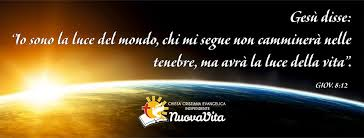 Gesù disse:
"Io sono la luce del mondo, chi mi segue non camminerà nelle
tenebre, ma avrà la luce della vita".
GIOV. 8:12
CHIESA CRISTIANA EVANGELICA
INDIPENDENTE
NUOVAVITA